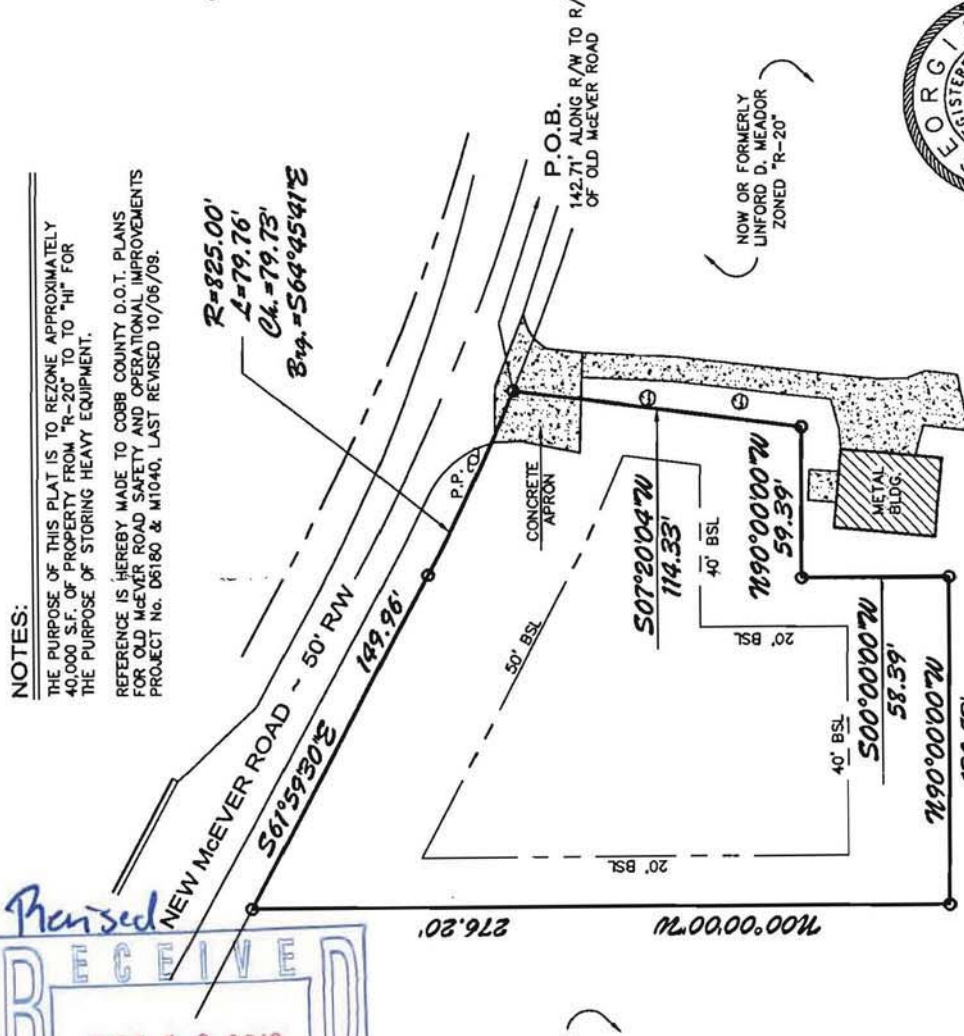 NOTES:
THE PURPOSE OF THIS PLAT IS TO REZONE APPROXIMATELY
40,000 S.F. OF PROPERTY FROM "R-20" TO TO "HI" FOR
THE PURPOSE OF STORING HEAVY EQUIPMENT.
REFERENCE IS HEREBY MADE TO COBB COUNTY D.O.T. PLANS
FOR OLD McEVER ROAD SAFETY AND OPERATIONAL IMPROVEMENTS
PROJECT No. D6180 & M1040, LAST REVISED 10/06/09.
R=825.00'
L=79.76'
Ch.=79.73'
Brg.=S64°45'41"E
P.O.B.
142.71' ALONG R/W TO R/
OF OLD McEVER ROAD
NOW OR FORMERLY
LINFORD D. MEADOR
ZONED "R-20"
GEORGI
GISTER
Revised
RECEIVED
NEW McEVER ROAD ~ 50' R/W
S61°59'30"E
149.96'
P.P.
CONCRETE
APRON
50' BSL
S07°20'04"W
114.33'
40' BSL
N90°00'00"W
59.39'
METAL
BLDG.
20' BSL
40' BSL
S00°00'00"W
58.39'
N90°00'00"W
20' BSL
276.20'
N00°00'00"W